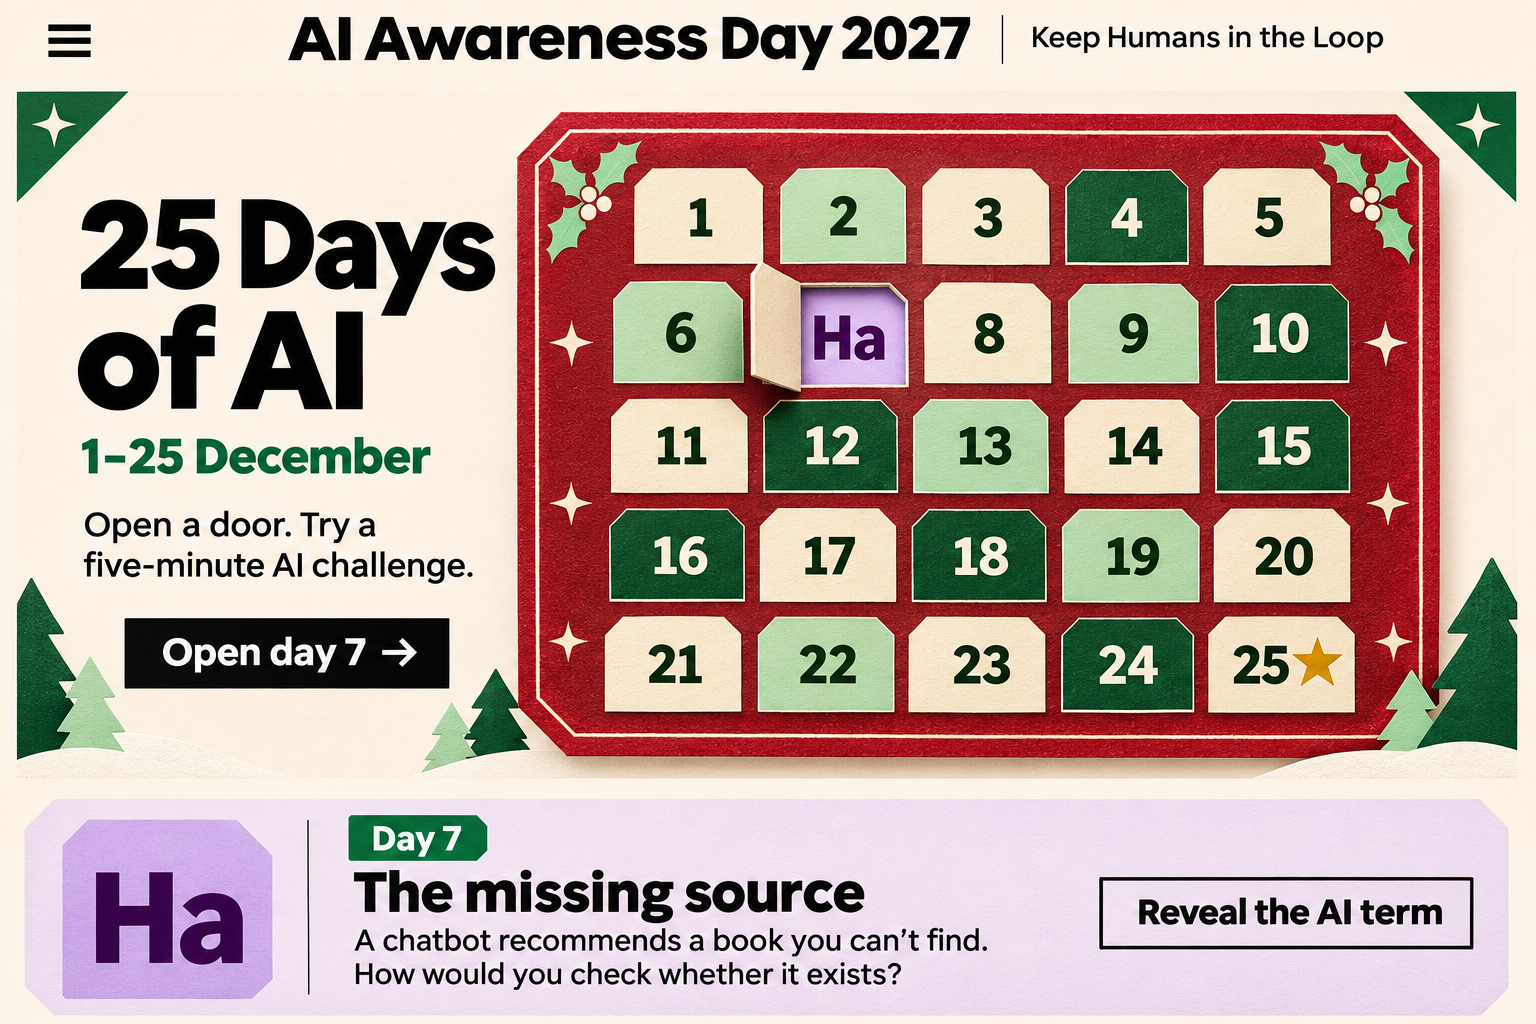 AI Awareness Day 2027
Keep Humans in the Loop
25 Days
of AI
1–25 December
Open a door. Try a
five-minute AI challenge.
Open day 7 →
1 2 3 4 5
6 Ha 8 9 10
11 12 13 14 15
16 17 18 19 20
21 22 23 24 25
Ha
Day 7
The missing source
A chatbot recommends a book you can’t find.
How would you check whether it exists?
Reveal the AI term